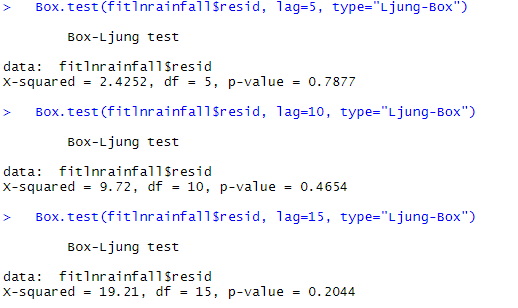 > Box.test(fitlnrainfall$resid, lag=5, type="Ljung-Box")
Box-Ljung test
data: fitlnrainfall$resid
X-squared = 2.4252, df = 5, p-value = 0.7877
> Box.test(fitlnrainfall$resid, lag=10, type="Ljung-Box")
Box-Ljung test
data: fitlnrainfall$resid
X-squared = 9.72, df = 10, p-value = 0.4654
> Box.test(fitlnrainfall$resid, lag=15, type="Ljung-Box")
Box-Ljung test
data: fitlnrainfall$resid
X-squared = 19.21, df = 15, p-value = 0.2044